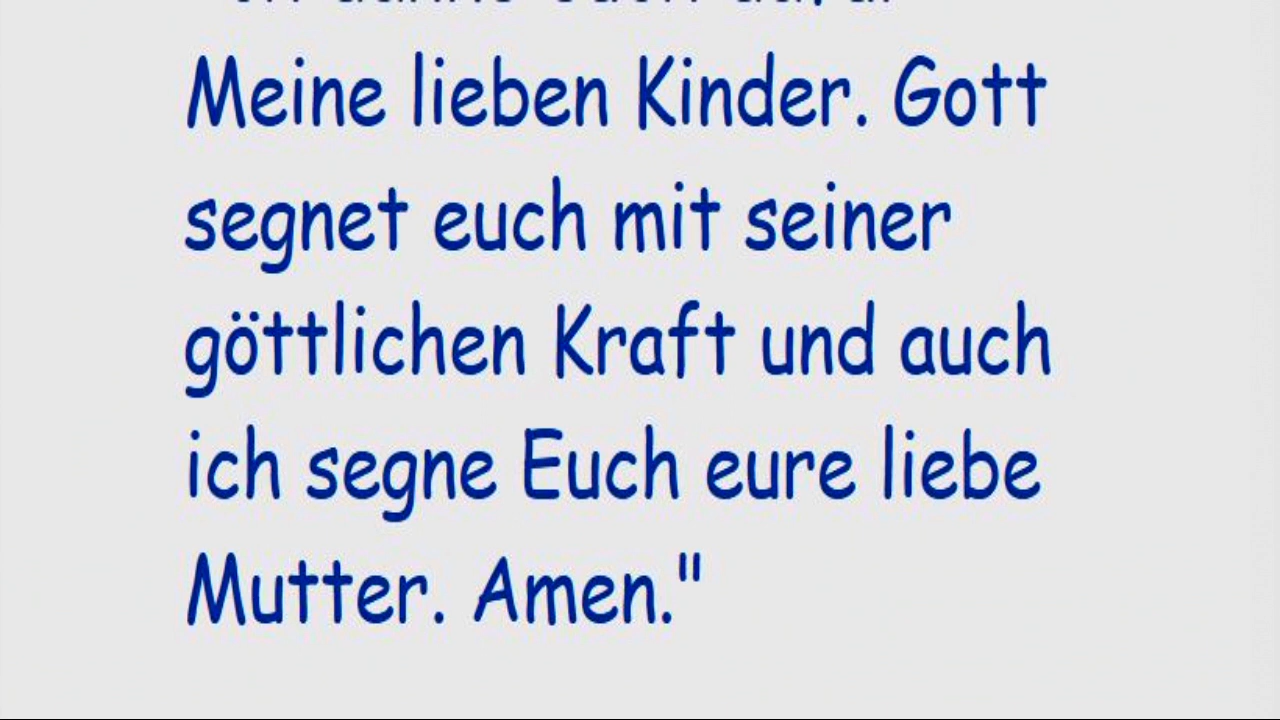 Meine lieben Kinder. Gott
segnet euch mit seiner
göttlichen Kraft und auch
ich segne Euch eure liebe
Mutter. Amen."